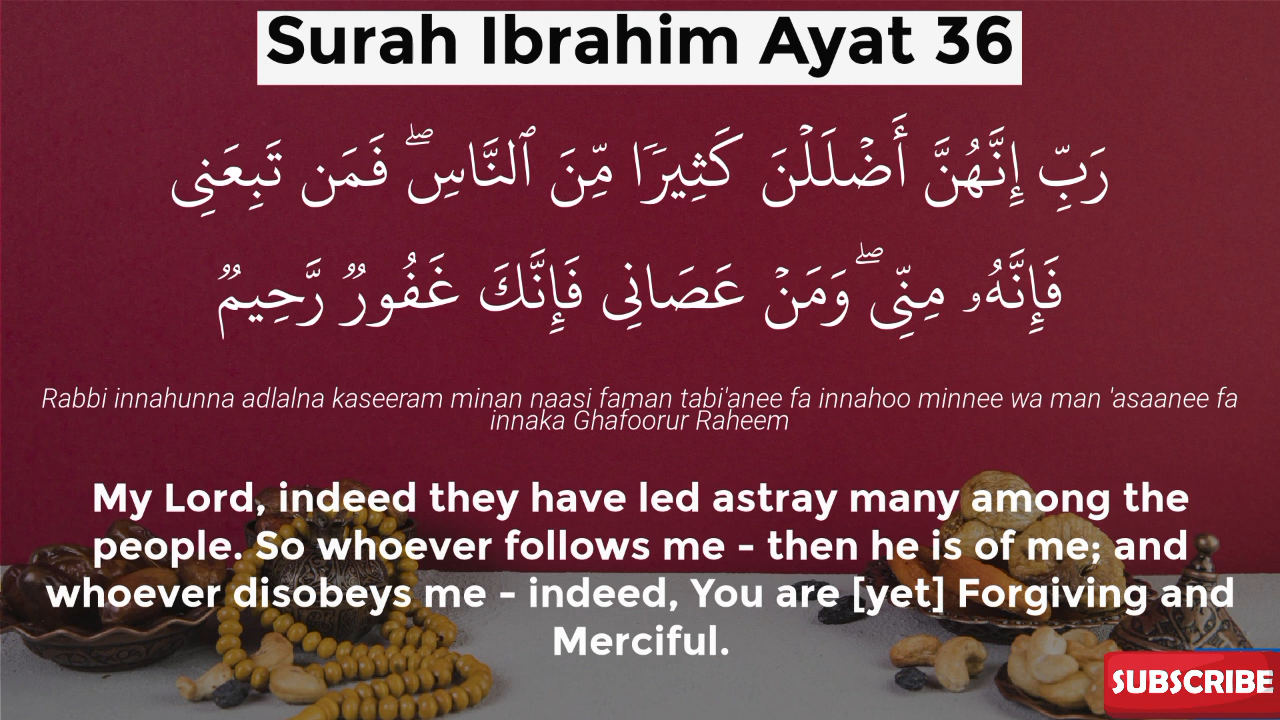 Surah Ibrahim Ayat 36
رَبِّ إِنَّهُنَّ أَضۡلَلۡنَ كَثِيرٗا مِّنَ ٱلنَّاسِۖ فَمَن تَبِعَنِي
فَإِنَّهُۥ مِنِّيۖ وَمَنۡ عَصَانِي فَإِنَّكَ غَفُورٞ رَّحِيمٞ
Rabbi innahunna adlalna kaseeram minan naasi faman tabi'anee fa innahoo minnee wa man 'asaanee fa
innaka Ghafoorur Raheem
My Lord, indeed they have led astray many among the
people. So whoever follows me - then he is of me; and
whoever disobeys me - indeed, You are [yet] Forgiving and
Merciful.
SUBSCRIBE